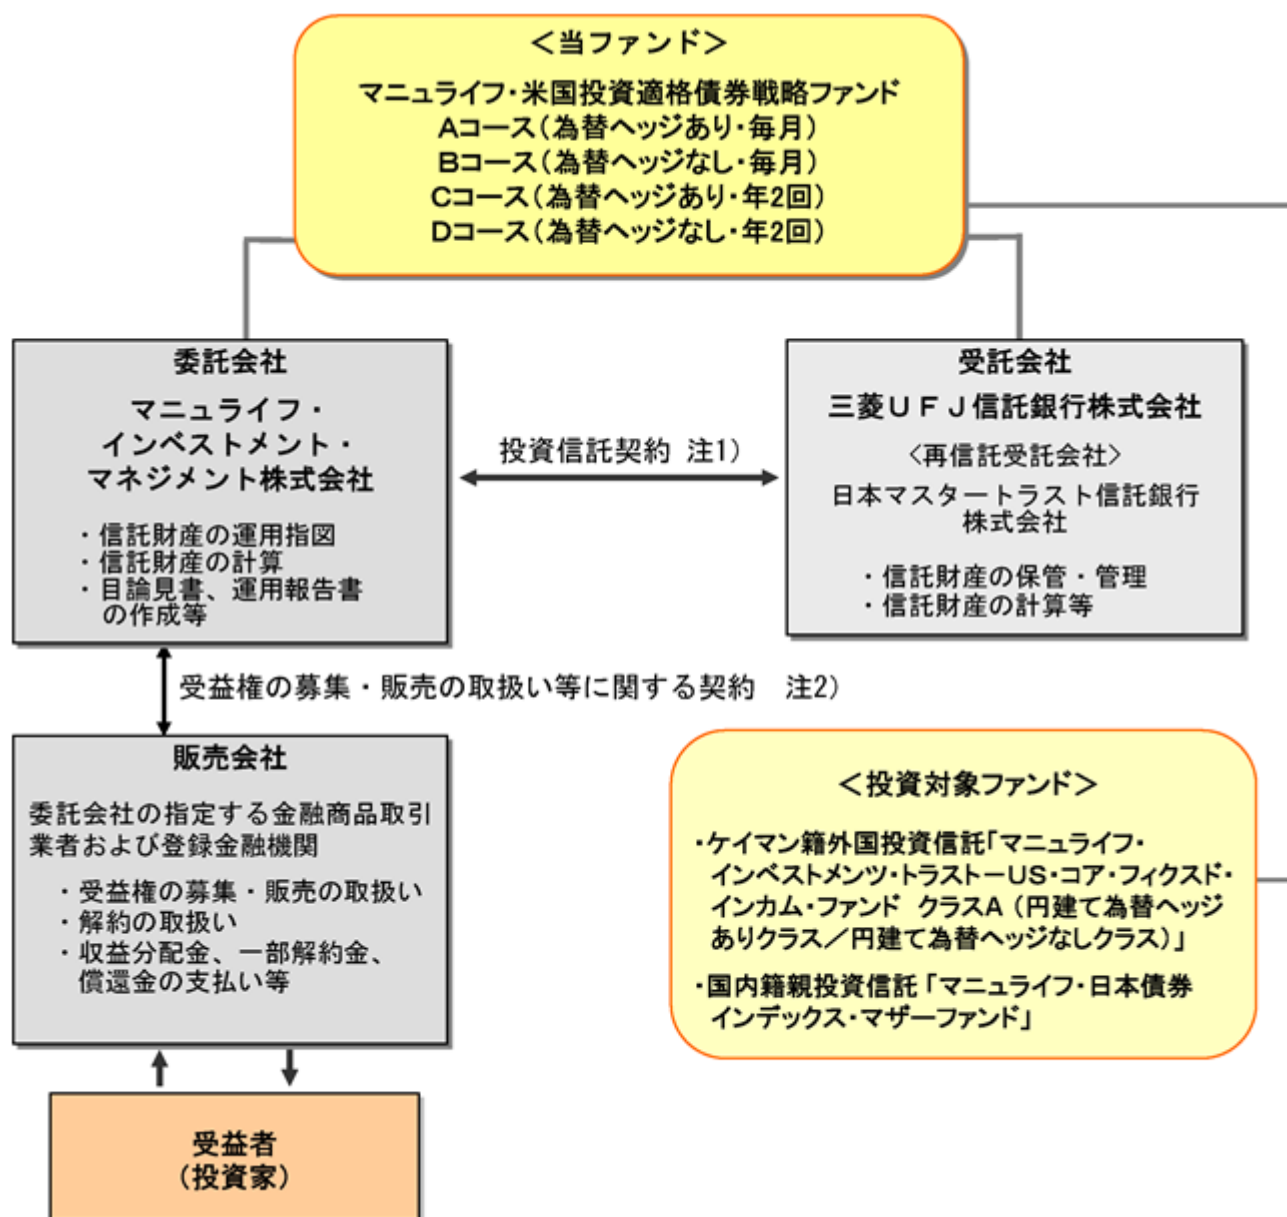 ＜当ファンド＞
マニュライフ・米国投資適格債券戦略ファンド
Ａコース（為替ヘッジあり・毎月）
Ｂコース（為替ヘッジなし・毎月）
Ｃコース（為替ヘッジあり・年2回）
Ｄコース（為替ヘッジなし・年2回）
委託会社
マニュライフ・
インベストメント・
マネジメント株式会社
・信託財産の運用指図
・信託財産の計算
・目論見書、運用報告書
の作成等
投資信託契約 注1）
受託会社
三菱ＵＦＪ信託銀行株式会社
〈再信託受託会社〉
日本マスタートラスト信託銀行
株式会社
・信託財産の保管・管理
・信託財産の計算等
受益権の募集・販売の取扱い等に関する契約　注2）
販売会社
委託会社の指定する金融商品取引
業者および登録金融機関
・受益権の募集・販売の取扱い
・解約の取扱い
・収益分配金、一部解約金、
償還金の支払い等
＜投資対象ファンド＞
・ケイマン籍外国投資信託「マニュライフ・
インベストメンツ・トラストーＵＳ・コア・フィクスド・
インカム・ファンド クラスＡ（円建て為替ヘッジ
ありクラス／円建て為替ヘッジなしクラス）」
・国内籍親投資信託「マニュライフ・日本債券
インデックス・マザーファンド」
受益者
（投資家）